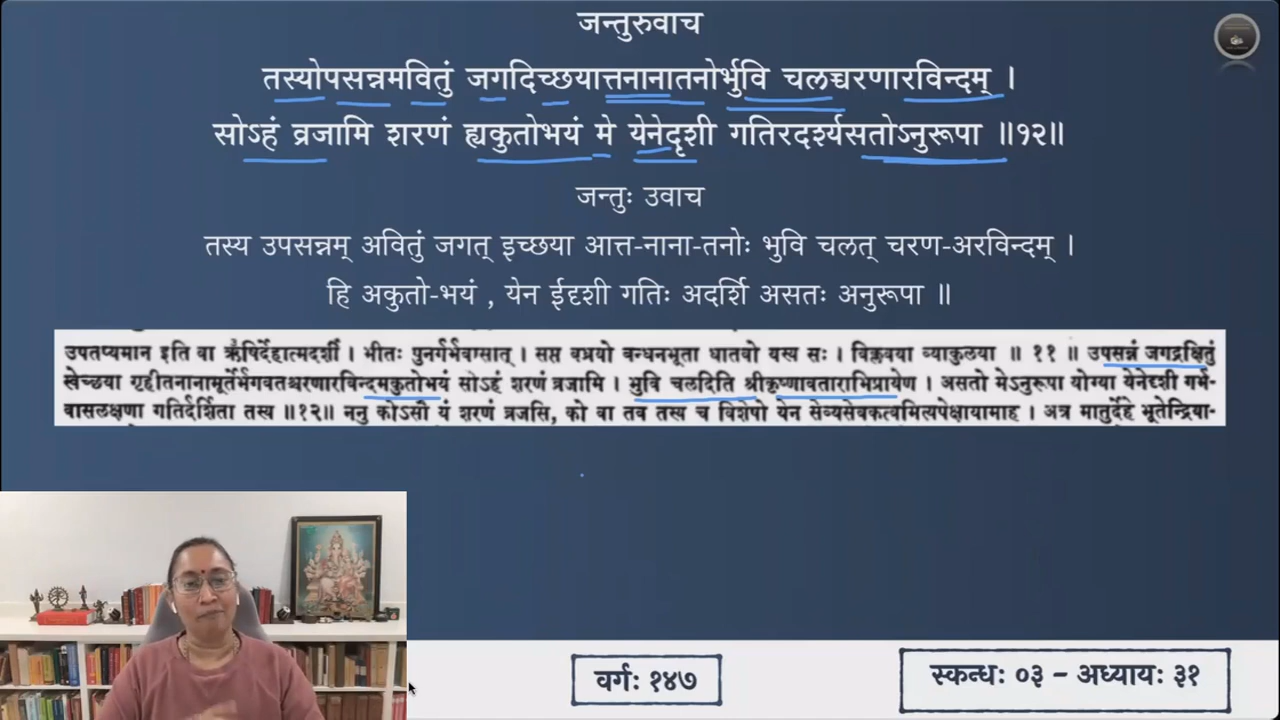 जन्तुरुवाच
तस्योपसन्नमवितुं जगदिच्छयात्तनानातनोर्भुवि चलच्चरणारविन्दम् ।
सोऽहं व्रजामि शरणं ह्यकुतोभयं मे येनेदृशी गतिरदर्श्यसतोऽनुरूपा ॥१२॥
जन्तुः उवाच
तस्य उपसन्नम् अवितुं जगत् इच्छया आत्त-नाना-तनोः भुवि चलत् चरण-अरविन्दम् ।
हि अकुतो-भयं , येन ईदृशी गतिः अदर्शि असतः अनुरूपा ॥
उपतप्यमान इति वा ऋषिर्देहात्मदर्शी । भीतः पुनर्गर्भवासात् । सप्त वध्रयो बन्धनभूता धातवो यस्य सः । विक्लवया व्याकुलया ॥ ११ ॥ उपसन्नं जगद्रक्षितुं
स्वेच्छया गृहीतनानामूर्तेर्भगवतश्चरणारविन्दमकुतोभयं सोऽहं शरणं व्रजामि । भुवि चलदिति श्रीकृष्णावताराभिप्रायेण । असतो मेऽनुरूपा योग्या येनेदृशी गर्भ-
वासलक्षणा गतिर्दर्शिता तस्य ॥१२॥ ननु कोऽसौ यं शरणं व्रजसि, को वा तव तस्य च विशेषो येन सेव्यसेवकत्वमित्यपेक्षायामाह । अत्र मातुर्देहे भूतेन्द्रिया-
वर्गः १४७
स्कन्धः ०३ – अध्यायः ३१